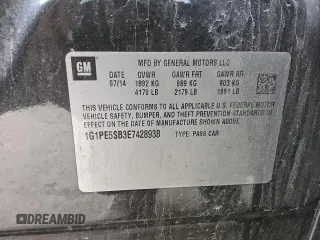 GM
MFD BY GENERAL MOTORS LLC
DATE GVWR GAWR FRT GAWR RR
07/14 1892 KG 989 KG 903 KG
4170 LB 2179 LB 1991 LB
THIS VEHICLE CONFORMS TO ALL APPLICABLE U.S. FEDERAL MOTOR
VEHICLE SAFETY, BUMPER, AND THEFT PREVENTION STANDARDS
IN EFFECT ON THE DATE OF MANUFACTURE SHOWN ABOVE.
1G1PE5SB3E7428938 TYPE: PASS CAR
DREAMBID